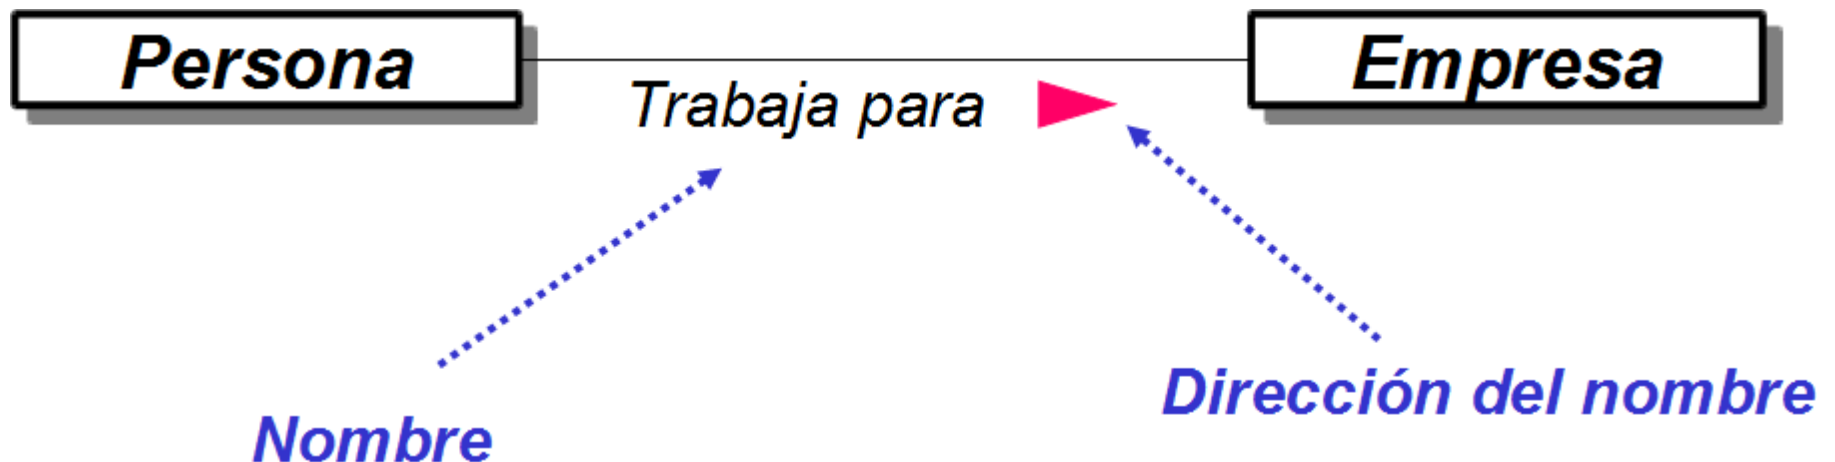 Persona
Empresa
Trabaja para
Dirección del nombre
Nombre